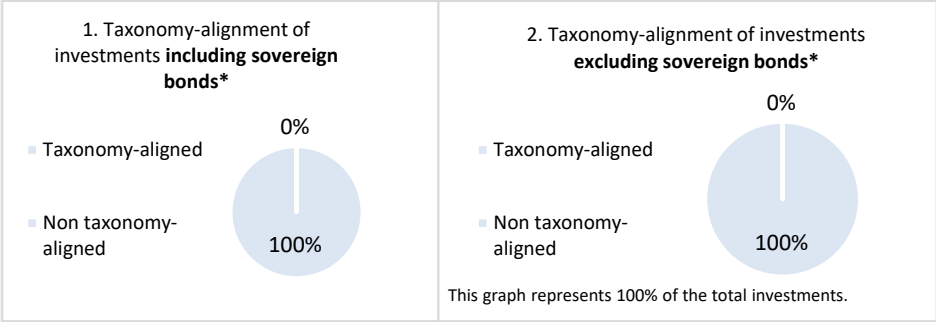 1. Taxonomy-alignment of
investments including sovereign
bonds*
0%
Taxonomy-aligned
Non taxonomy-
aligned
100%
2. Taxonomy-alignment of investments
excluding sovereign bonds*
0%
Taxonomy-aligned
Non taxonomy-
aligned
100%
This graph represents 100% of the total investments.